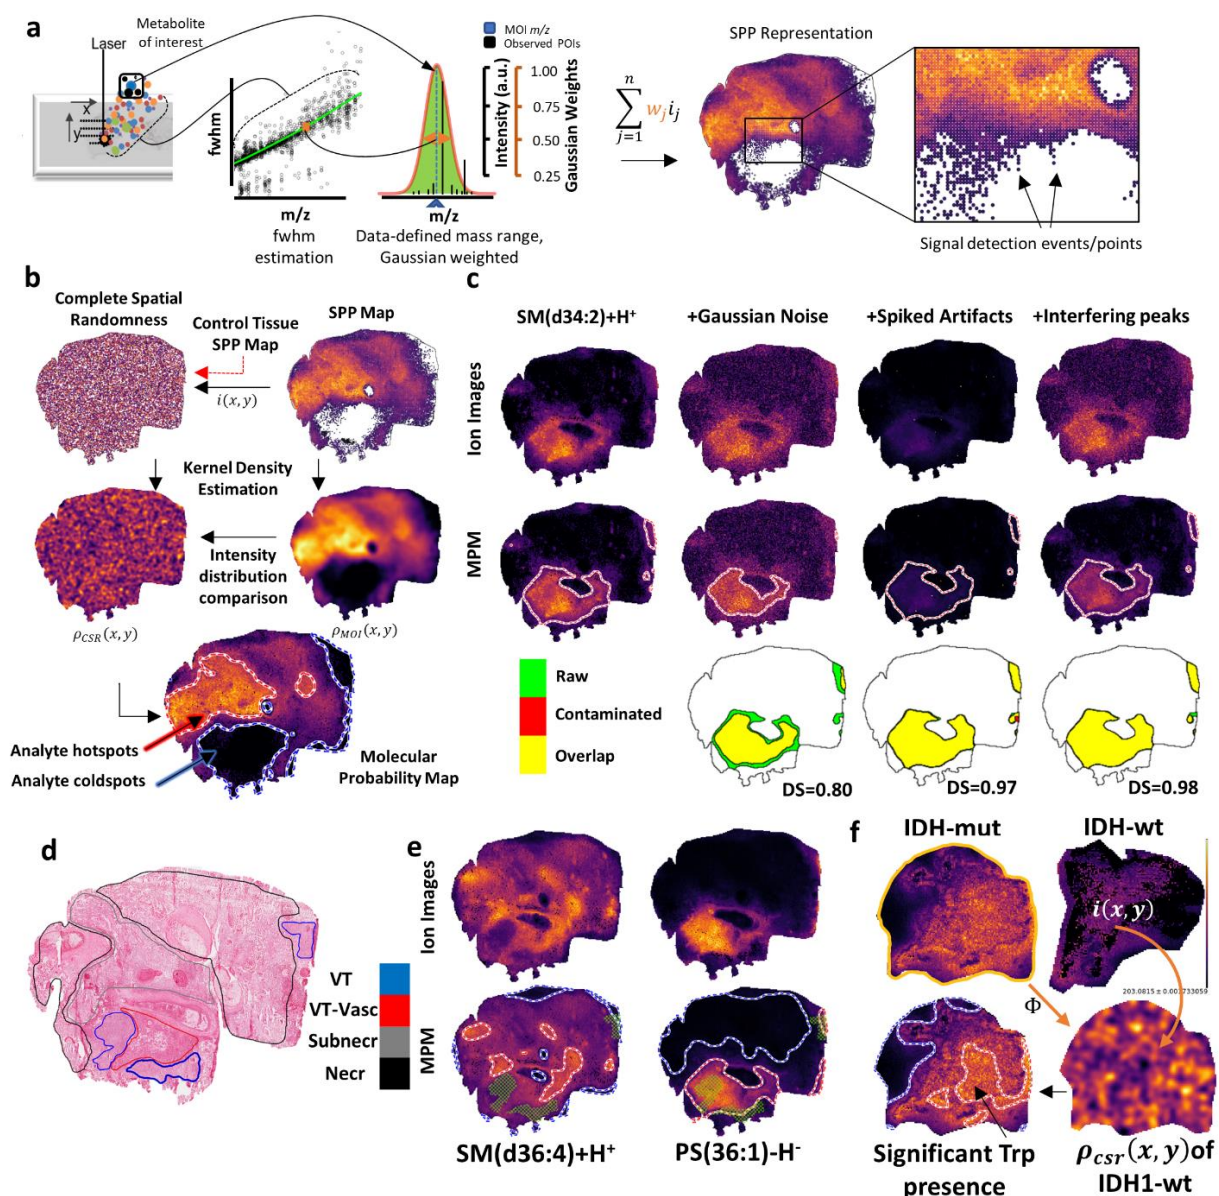 a
Metabolite
of interest
Laser
x
y
fwhm
m/z
fwhm
estimation
MOI m/z
Observed POIs
Intensity (a.u.)
Gaussian Weights
1.00
0.75
0.50
0.25
m/z
Data-defined mass range,
Gaussian weighted
n
∑ wⱼiⱼ
j=1
SPP Representation
Signal detection events/points
b
Complete Spatial
Randomness
Control Tissue
SPP Map
SPP Map
i(x, y)
Kernel Density
Estimation
Intensity
distribution
comparison
ρCSR(x, y)
ρMOI(x, y)
Analyte hotspots
Analyte coldspots
Molecular
Probability Map
c
SM(d34:2)+H⁺
+Gaussian Noise
+Spiked Artifacts
+Interfering peaks
Ion Images
MPM
Raw
Contaminated
Overlap
DS=0.80
DS=0.97
DS=0.98
d
VT
VT-Vasc
Subnecr
Necr
e
Ion Images
MPM
SM(d36:4)+H⁺
PS(36:1)-H⁻
f
IDH-mut
IDH-wt
i(x, y)
Φ
Significant Trp
presence
ρcsr(x, y)of
IDH1-wt